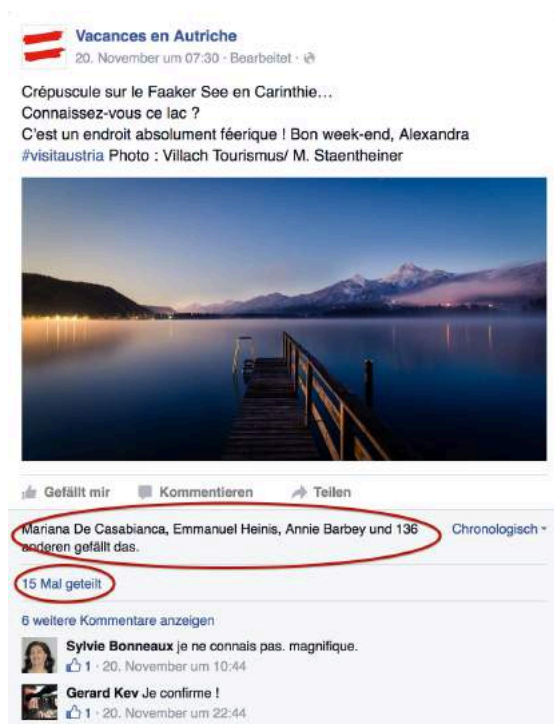 Vacances en Autriche
20. November um 07:30 · Bearbeitet ·
Crépuscule sur le Faaker See en Carinthie…
Connaissez-vous ce lac ?
C'est un endroit absolument féerique ! Bon week-end, Alexandra
#visitaustria Photo : Villach Tourismus/ M. Staentheiner
Gefällt mir Kommentieren Teilen
Mariana De Casabianca, Emmanuel Heinis, Annie Barbey und 136 Chronologisch
anderen gefällt das.
15 Mal geteilt
6 weitere Kommentare anzeigen
Sylvie Bonneaux je ne connais pas. magnifique.
1 · 20. November um 10:44
Gerard Kev Je confirme !
1 · 20. November um 22:44